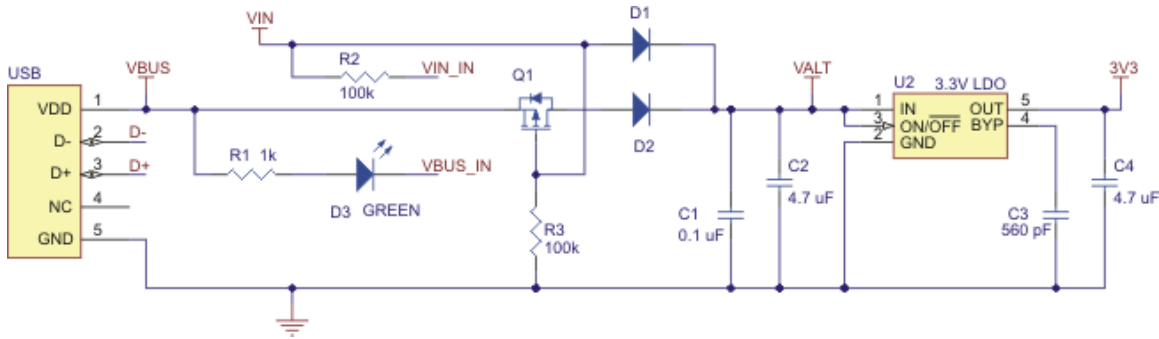 D1
VIN
R2
100k
VIN_IN
Q1
USB
VBUS
VALT
U2
3.3V LDO
3V3
VDD
1
1
IN
OUT
5
D-
2
D-
3
ON/OFF
BYP
4
D2
2
GND
D+
3
D+
R1 1k
VBUS_IN
C2
4.7 uF
C4
4.7 uF
NC
4
D3
GREEN
R3
100k
C1
0.1 uF
C3
560 pF
GND
5